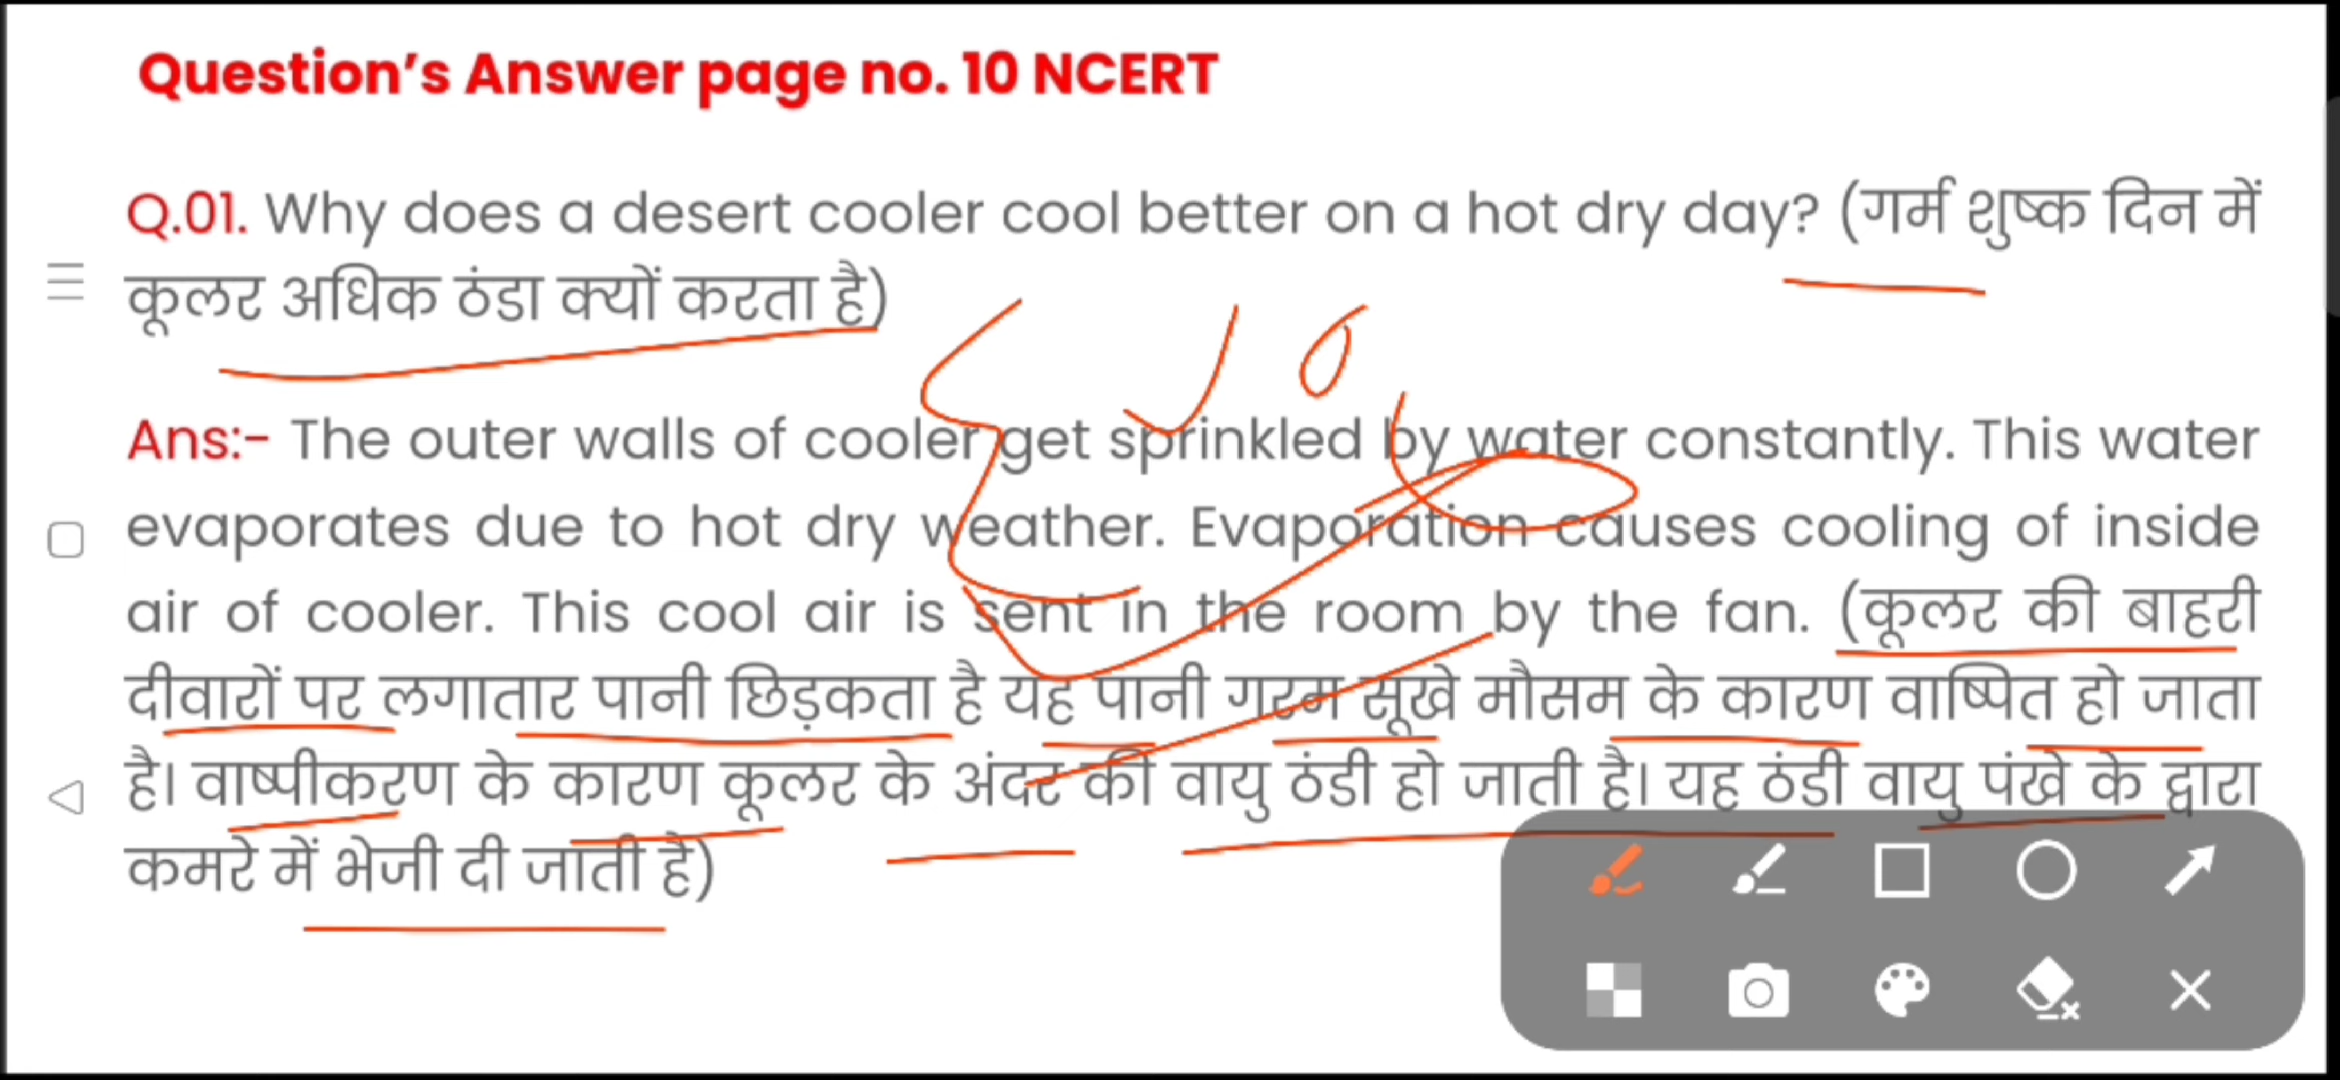 Question's Answer page no. 10 NCERT
Q.01. Why does a desert cooler cool better on a hot dry day? (गर्म शुष्क दिन में
कूलर अधिक ठंडा क्यों करता है)
Ans:- The outer walls of cooler get sprinkled by water constantly. This water
evaporates due to hot dry weather. Evaporation causes cooling of inside
air of cooler. This cool air is sent in the room by the fan. (कूलर की बाहरी
दीवारों पर लगातार पानी छिड़कता है यह पानी गरम सूखे मौसम के कारण वाष्पित हो जाता
है। वाष्पीकरण के कारण कूलर के अंदर की वायु ठंडी हो जाती है। यह ठंडी वायु पंखे के द्वारा
कमरे में भेजी दी जाती है)